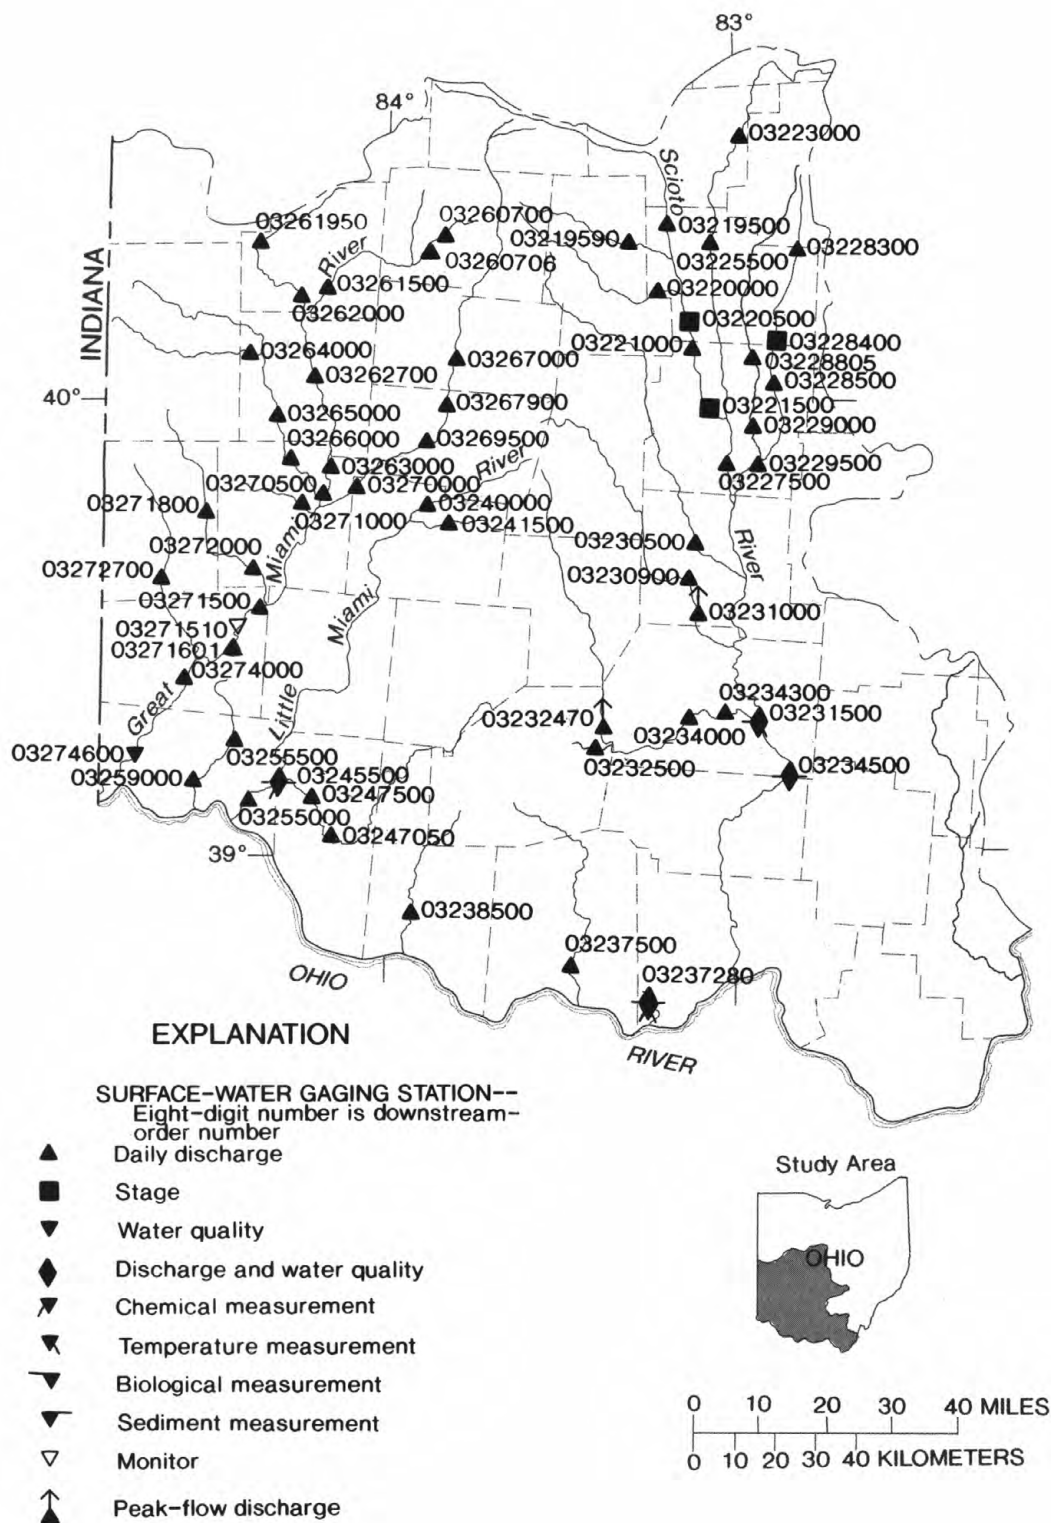 83°
84°
03223000
Scioto
03261950
03260700
03219500
03219590
03228300
River
03260706
03225500
INDIANA
03261500
03220000
03262000
03220500
03221000
03228400
03264000
03267000
03228805
03262700
03228500
40°
03267900
03221500
03265000
03229000
03266000
03269500
River
03263000
03229500
03270500
03270000
03227500
03271800
03240000
03271000
03241500
03272000
Miami
03230500
River
03272700
03230900
03271500
Miami
03231000
03271510
03271601
03274000
03234300
Great
Little
03232470
03231500
03234000
03274600
03255500
03232500
03234500
03259000
03245500
03247500
03255000
03247050
39°
03238500
03237500
OHIO
03237280
RIVER
EXPLANATION
SURFACE-WATER GAGING STATION--
Eight-digit number is downstream-
order number
Daily discharge
Stage
Water quality
Discharge and water quality
Chemical measurement
Temperature measurement
Biological measurement
Sediment measurement
Monitor
Peak-flow discharge
Study Area
OHIO
0 10 20 30 40 MILES
0 10 20 30 40 KILOMETERS